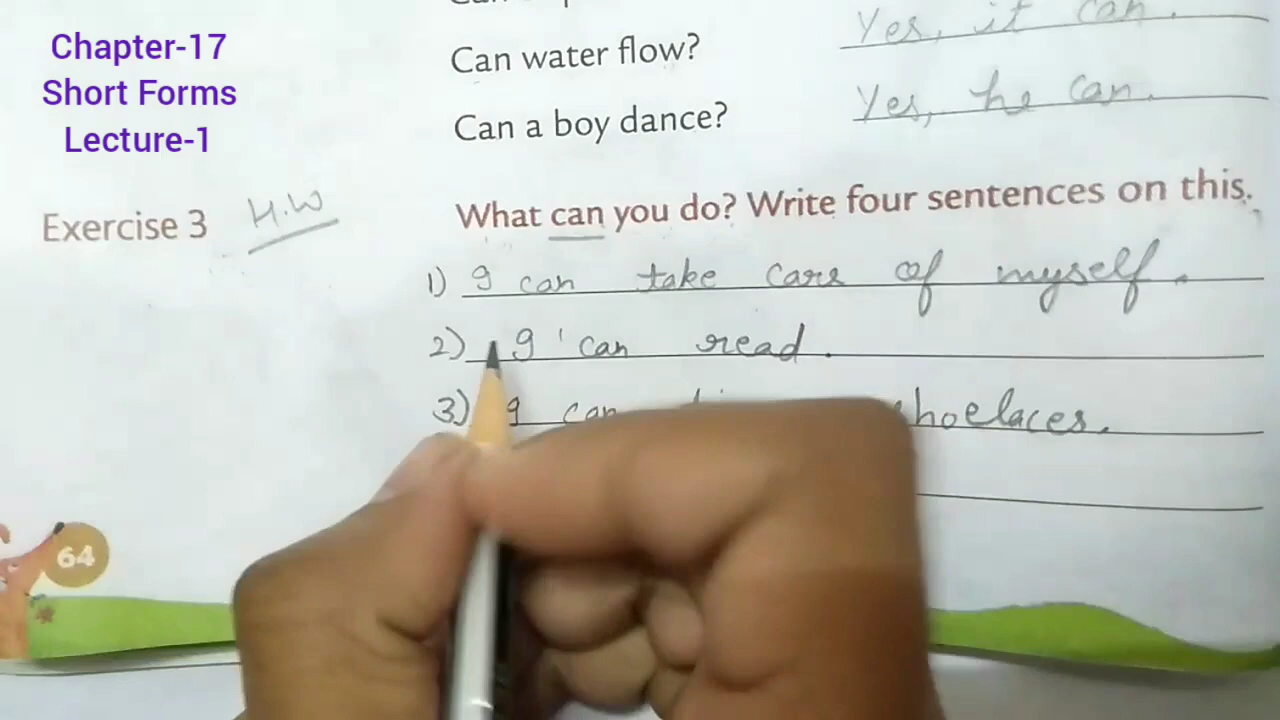 Chapter-17
Short Forms
Lecture-1
Yes, it can.
Can water flow?
Can a boy dance? Yes, he can.
Exercise 3 H.W What can you do? Write four sentences on this.
1) I can take care of myself.
2) I can read.
3) I can shoelaces.
64